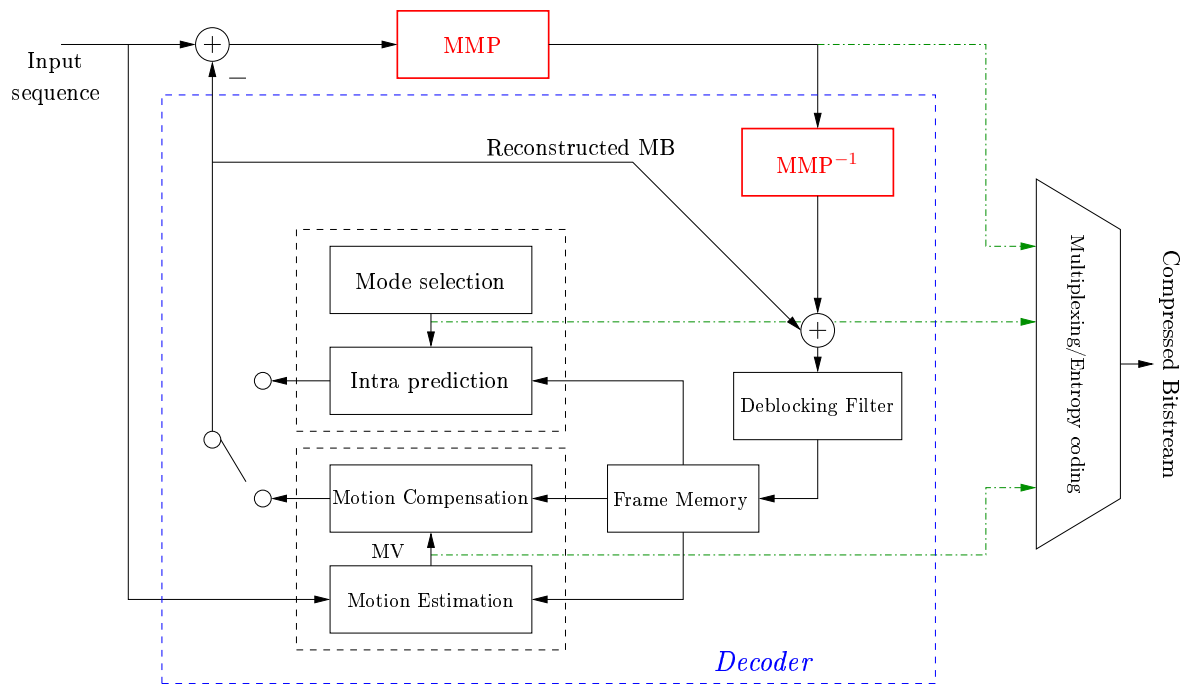 Input
sequence
+
−
MMP
Reconstructed MB
MMP⁻¹
Mode selection
Intra prediction
+
Deblocking Filter
Motion Compensation
Frame Memory
MV
Motion Estimation
Decoder
Multiplexing/Entropy coding
Compressed Bitstream